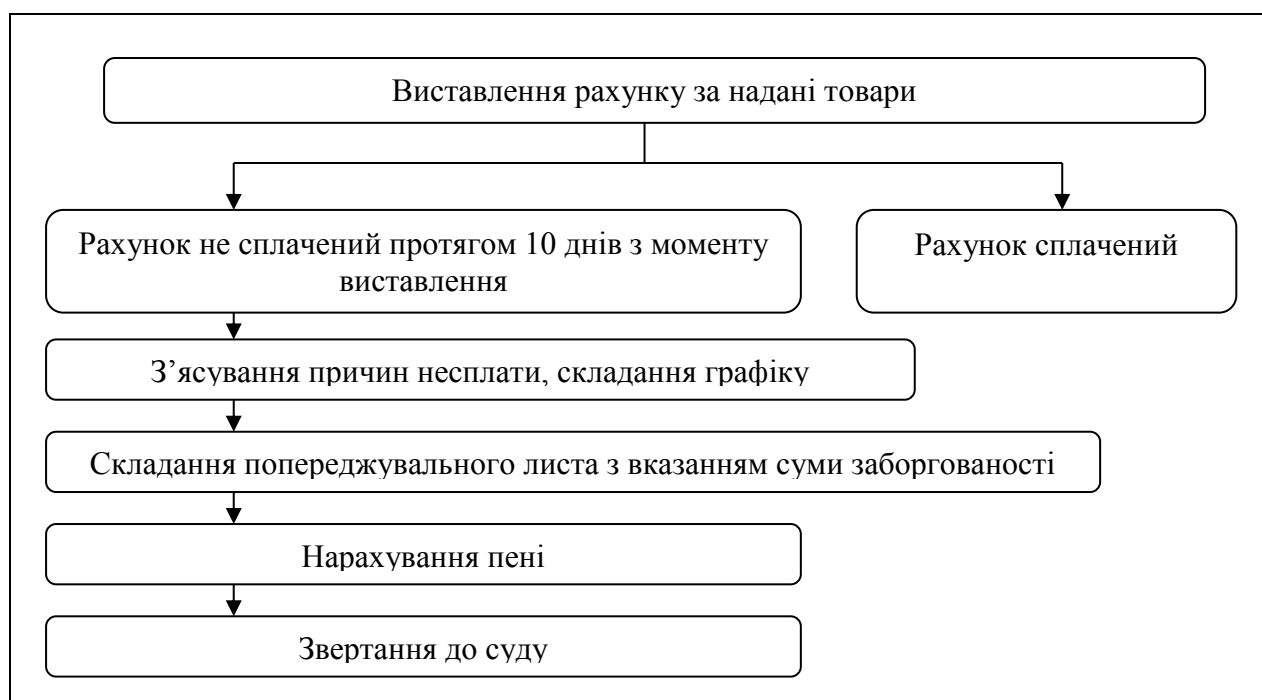 Виставлення рахунку за надані товари
Рахунок не сплачений протягом 10 днів з моменту
виставлення
Рахунок сплачений
З’ясування причин несплати, складання графіку
Складання попереджувального листа з вказанням суми заборгованості
Нарахування пені
Звертання до суду